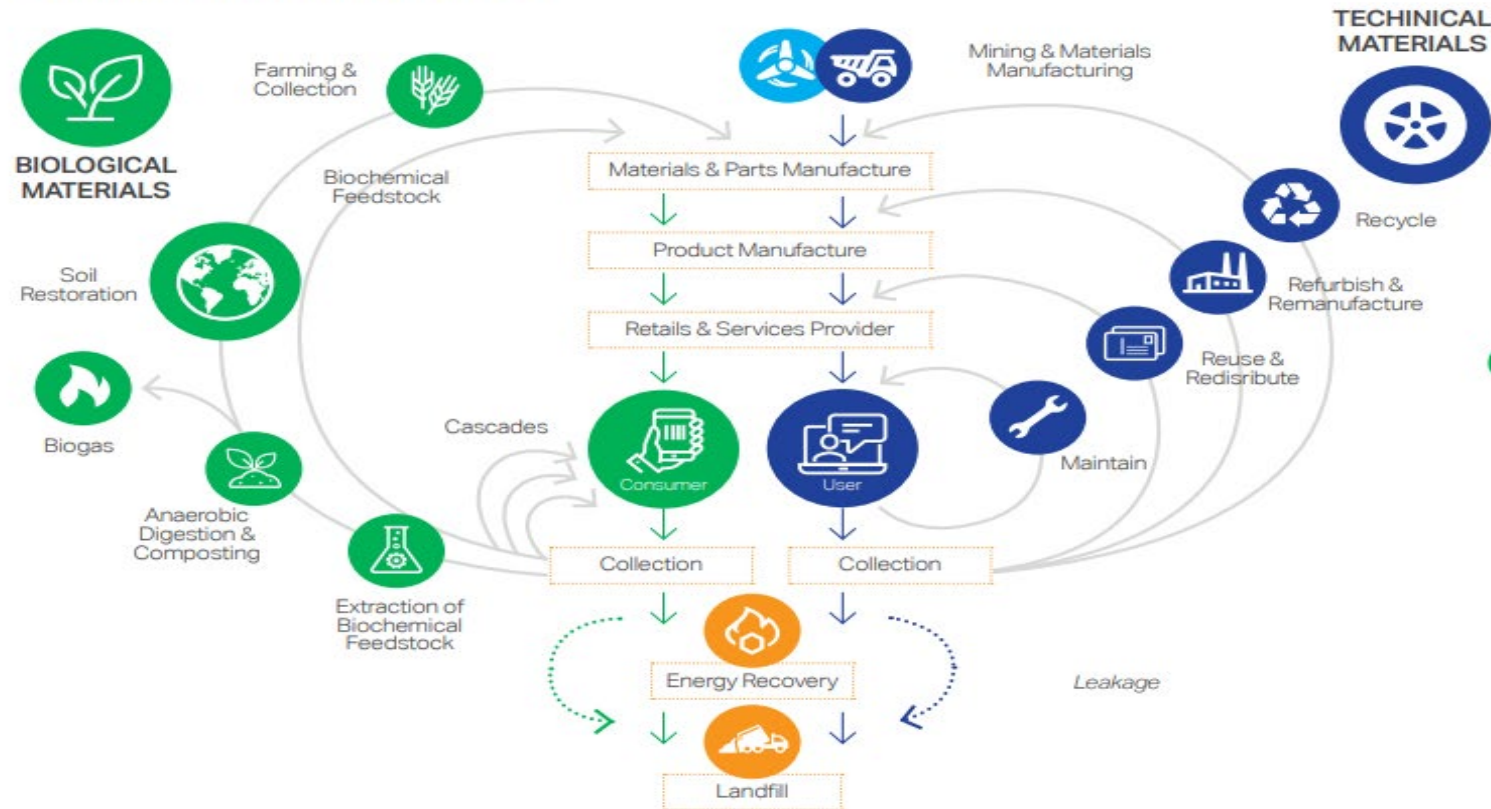 TECHINICAL
MATERIALS
Farming &
Collection
Mining & Materials
Manufacturing
BIOLOGICAL
MATERIALS
Biochemical
Feedstock
Materials & Parts Manufacture
Recycle
Product Manufacture
Soil
Restoration
Refurbish &
Remanufacture
Retails & Services Provider
Reuse &
Redisribute
Biogas
Cascades
Consumer
User
Maintain
Anaerobic
Digestion &
Composting
Collection
Collection
Extraction of
Biochemical
Feedstock
Energy Recovery
Leakage
Landfill